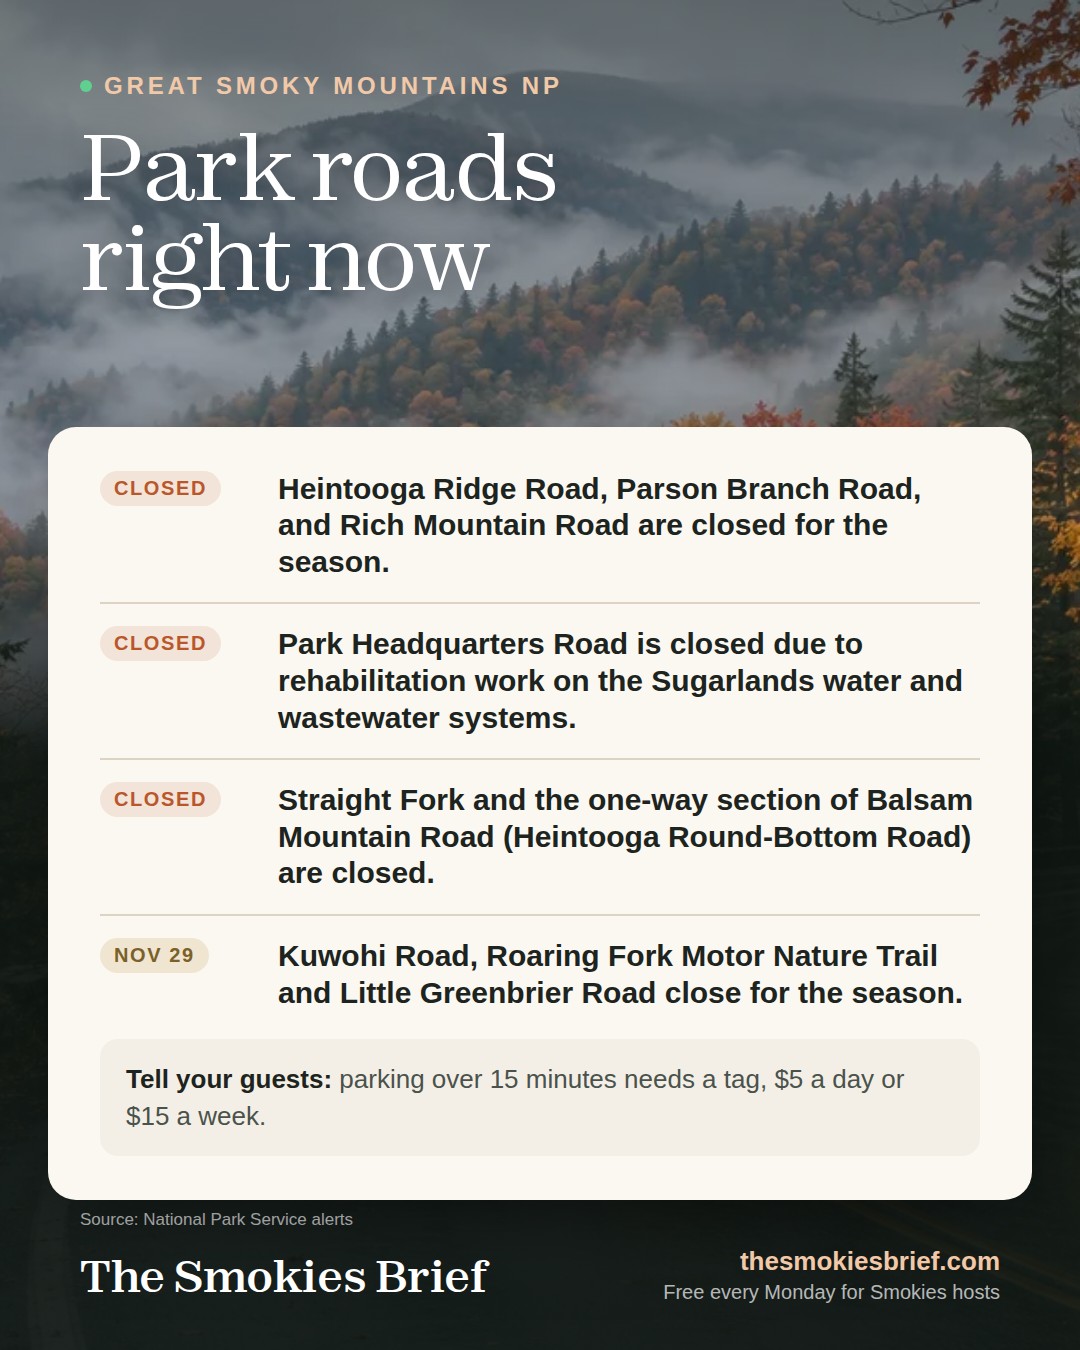 GREAT SMOKY MOUNTAINS NP
Park roads
right now
CLOSED
Heintooga Ridge Road, Parson Branch Road,
and Rich Mountain Road are closed for the
season.
CLOSED
Park Headquarters Road is closed due to
rehabilitation work on the Sugarlands water and
wastewater systems.
CLOSED
Straight Fork and the one-way section of Balsam
Mountain Road (Heintooga Round-Bottom Road)
are closed.
NOV 29
Kuwohi Road, Roaring Fork Motor Nature Trail
and Little Greenbrier Road close for the season.
Tell your guests: parking over 15 minutes needs a tag, $5 a day or
$15 a week.
Source: National Park Service alerts
The Smokies Brief
thesmokiesbrief.com
Free every Monday for Smokies hosts